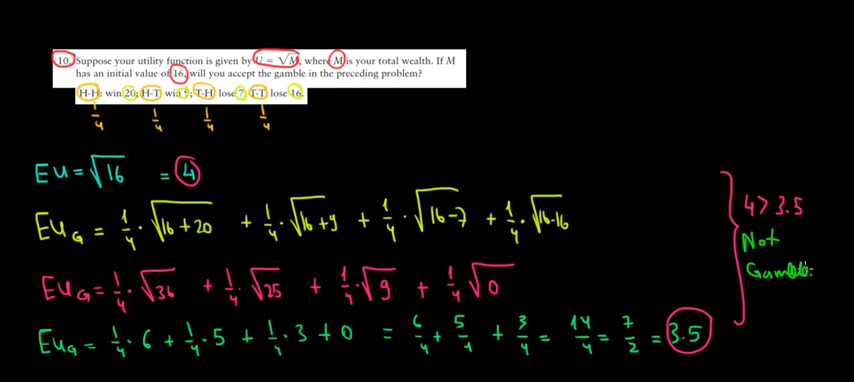 10. Suppose your utility function is given by U = √M, where M is your total wealth. If M
has an initial value of 16, will you accept the gamble in the preceding problem?
H-H: win 20; H-T win 9; T-H lose 7; T-T lose 16.
1/4 1/4 1/4 1/4
EU = √16 = 4
EU_G = 1/4 · √16 + 20 + 1/4 · √16 + 9 + 1/4 · √16 - 7 + 1/4 · √16 - 16
4 > 3.5
Not
Gamble
EU_G = 1/4 · √36 + 1/4 · √25 + 1/4 · √9 + 1/4 √0
EU_G = 1/4 · 6 + 1/4 · 5 + 1/4 · 3 + 0 = 6/4 + 5/4 + 3/4 = 14/4 = 7/2 = 3.5